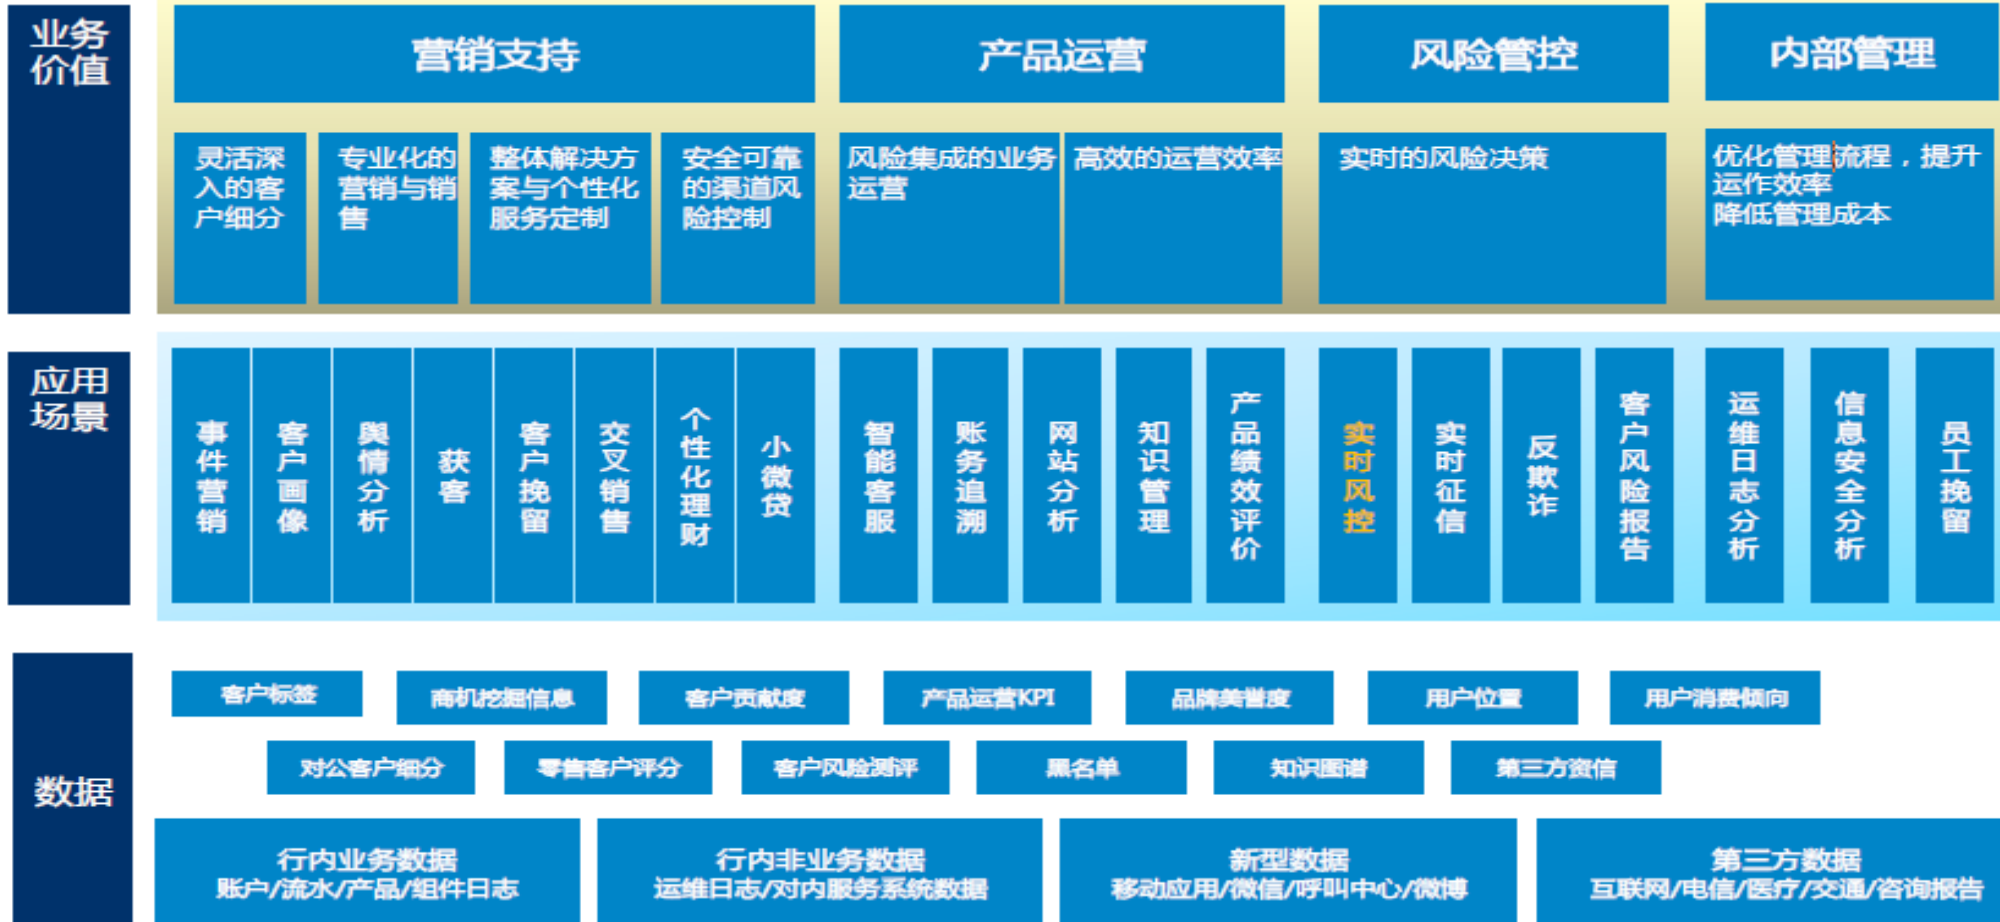 业务
价值
营销支持
产品运营
风险管控
内部管理
灵活深
入的客
户细分
专业化的
营销与销
售
整体解决方
案与个性化
服务定制
安全可靠
的渠道风
险控制
风险集成的业务
运营
高效的运营效率
实时的风险决策
优化管理流程，提升
运作效率
降低管理成本
应用
场景
事件营销
客户画像
舆情分析
获客
客户挽留
交叉销售
个性化理财
小微贷
智能客服
账务追溯
网站分析
知识管理
产品绩效评价
实时风控
实时征信
反欺诈
客户风险报告
运维日志分析
信息安全分析
员工挽留
数据
客户标签
商机挖掘信息
客户贡献度
产品运营KPI
品牌美誉度
用户位置
用户消费倾向
对公客户细分
零售客户评分
客户风险测评
黑名单
知识图谱
第三方资信
行内业务数据
账户/流水/产品/组件日志
行内非业务数据
运维日志/对内服务系统数据
新型数据
移动应用/微信/呼叫中心/微博
第三方数据
互联网/电信/医疗/交通/咨询报告